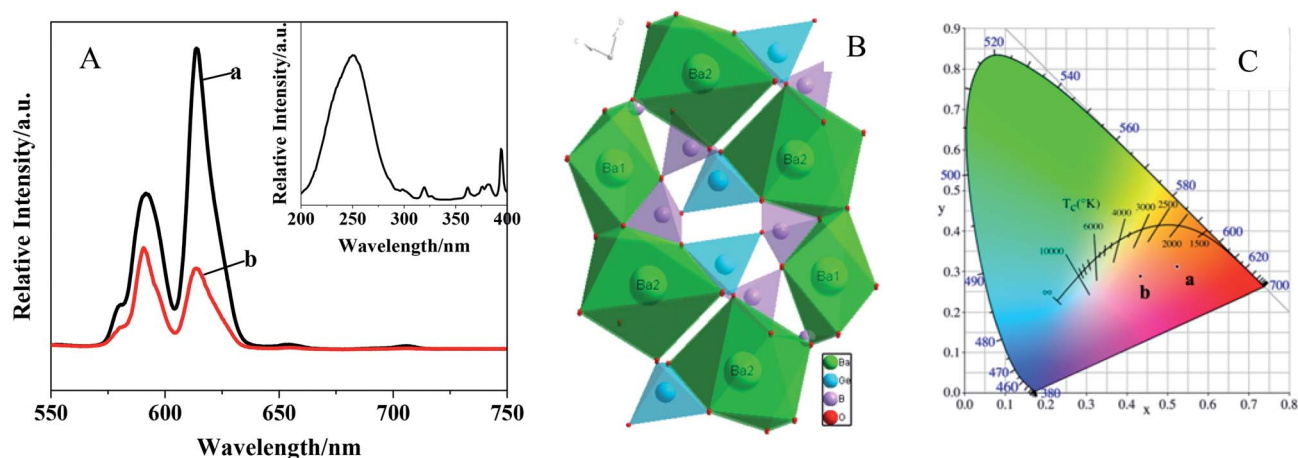 A
a
b
Relative Intensity/a.u.
550 600 650 700 750
Wavelength/nm
Relative Intensity/a.u.
200 250 300 350 400
Wavelength/nm
B
c b
Ba2
Ba2
Ba1
Ba1
Ba2
Ba2
Ba
Ge
B
O
C
0.9
0.8
0.7
0.6
0.5
y
0.4
0.3
0.2
0.1
0.0
0.0 0.1 0.2 0.3 0.4 0.5 0.6 0.7 0.8
x
520
540
560
500
580
600
620
700
490
480
470
460
380
Tc(°K)
10000 6000 4000 3000 2500 2000 1500
∞
b a